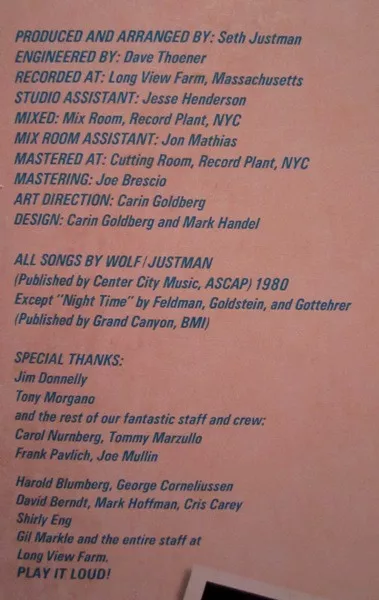 PRODUCED AND ARRANGED BY: Seth Justman
ENGINEERED BY: Dave Thoener
RECORDED AT: Long View Farm, Massachusetts
STUDIO ASSISTANT: Jesse Henderson
MIXED: Mix Room, Record Plant, NYC
MIX ROOM ASSISTANT: Jon Mathias
MASTERED AT: Cutting Room, Record Plant, NYC
MASTERING: Joe Brescio
ART DIRECTION: Carin Goldberg
DESIGN: Carin Goldberg and Mark Handel
ALL SONGS BY WOLF/JUSTMAN
(Published by Center City Music, ASCAP) 1980
Except "Night Time" by Feldman, Goldstein, and Gottehrer
(Published by Grand Canyon, BMI)
SPECIAL THANKS:
Jim Donnelly
Tony Morgano
and the rest of our fantastic staff and crew:
Carol Nurnberg, Tommy Marzullo
Frank Pavlich, Joe Mullin
Harold Blumberg, George Corneliussen
David Berndt, Mark Hoffman, Cris Carey
Shirly Eng
Gil Markle and the entire staff at
Long View Farm.
PLAY IT LOUD!